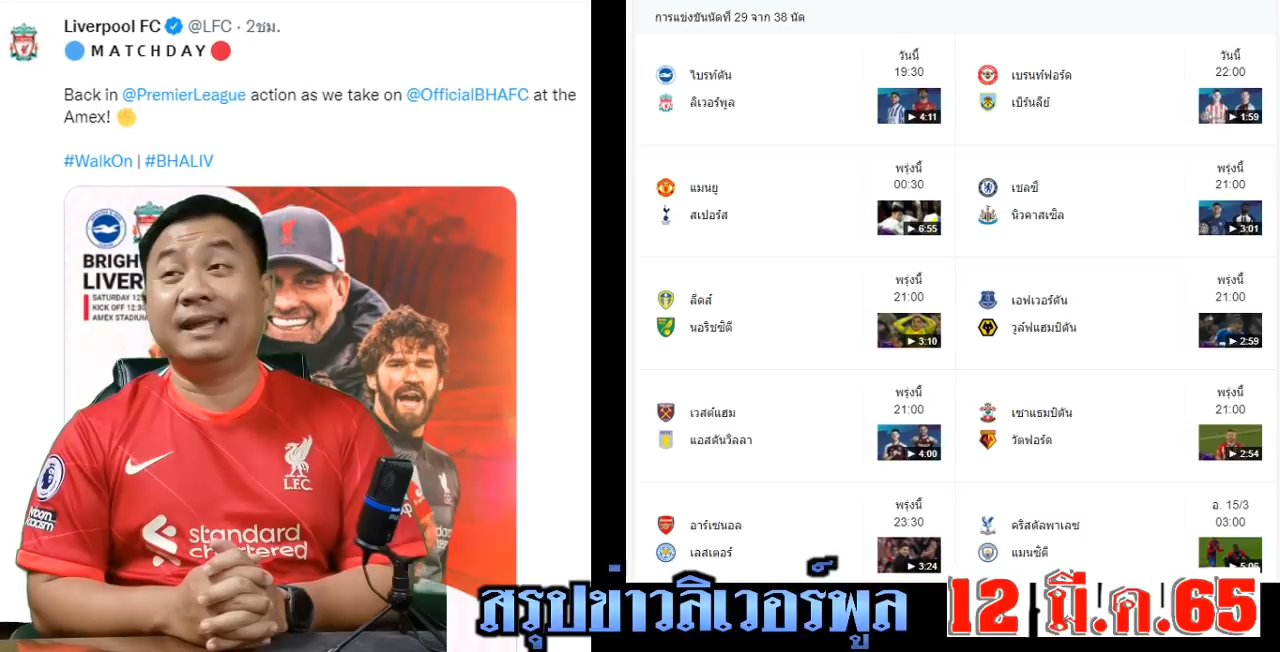 Liverpool FC @LFC · 2ชม.
MATCHDAY
Back in @PremierLeague action as we take on @OfficialBHAFC at the
Amex!
#WalkOn | #BHALIV
BRIGH
LIVER
SATURDAY 12
KICK OFF 12:30
AMEX STADIUM
L.F.C.
standard
chartered
การแข่งขันนัดที่ 29 จาก 38 นัด
ไบรท์ตัน
ลิเวอร์พูล
วันนี้
19:30
4:11
เบรนท์ฟอร์ด
เบิร์นลีย์
วันนี้
22:00
1:59
แมนยู
สเปอร์ส
พรุ่งนี้
00:30
6:55
เชลซี
นิวคาสเซิล
พรุ่งนี้
21:00
3:01
ลีดส์
นอริชซิตี
พรุ่งนี้
21:00
3:10
เอฟเวอร์ตัน
วูล์ฟแฮมป์ตัน
พรุ่งนี้
21:00
2:59
เวสต์แฮม
แอสตันวิลลา
พรุ่งนี้
21:00
4:00
เซาแธมป์ตัน
วัตฟอร์ด
พรุ่งนี้
21:00
2:54
อาร์เซนอล
เลสเตอร์
พรุ่งนี้
23:30
3:24
คริสตัลพาเลซ
แมนซิตี
อ. 15/3
03:00
5:06
สรุปข่าวลิเวอร์พูล 12 มี.ค.65